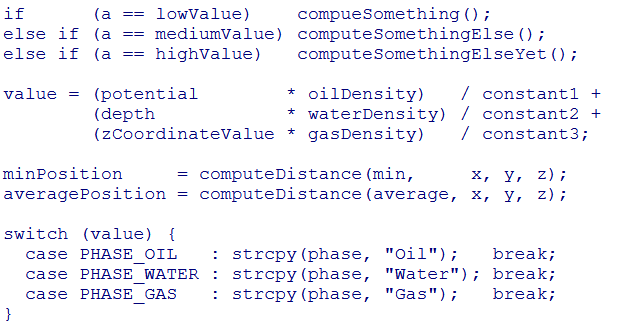 if      (a == lowValue)    compueSomething();
else if (a == mediumValue) computeSomethingElse();
else if (a == highValue)   computeSomethingElseYet();
value = (potential        * oilDensity)   / constant1 +
        (depth            * waterDensity) / constant2 +
        (zCoordinateValue * gasDensity)   / constant3;
minPosition     = computeDistance(min,     x, y, z);
averagePosition = computeDistance(average, x, y, z);
switch (value) {
  case PHASE_OIL   : strcpy(phase, "Oil");   break;
  case PHASE_WATER : strcpy(phase, "Water"); break;
  case PHASE_GAS   : strcpy(phase, "Gas");   break;
}